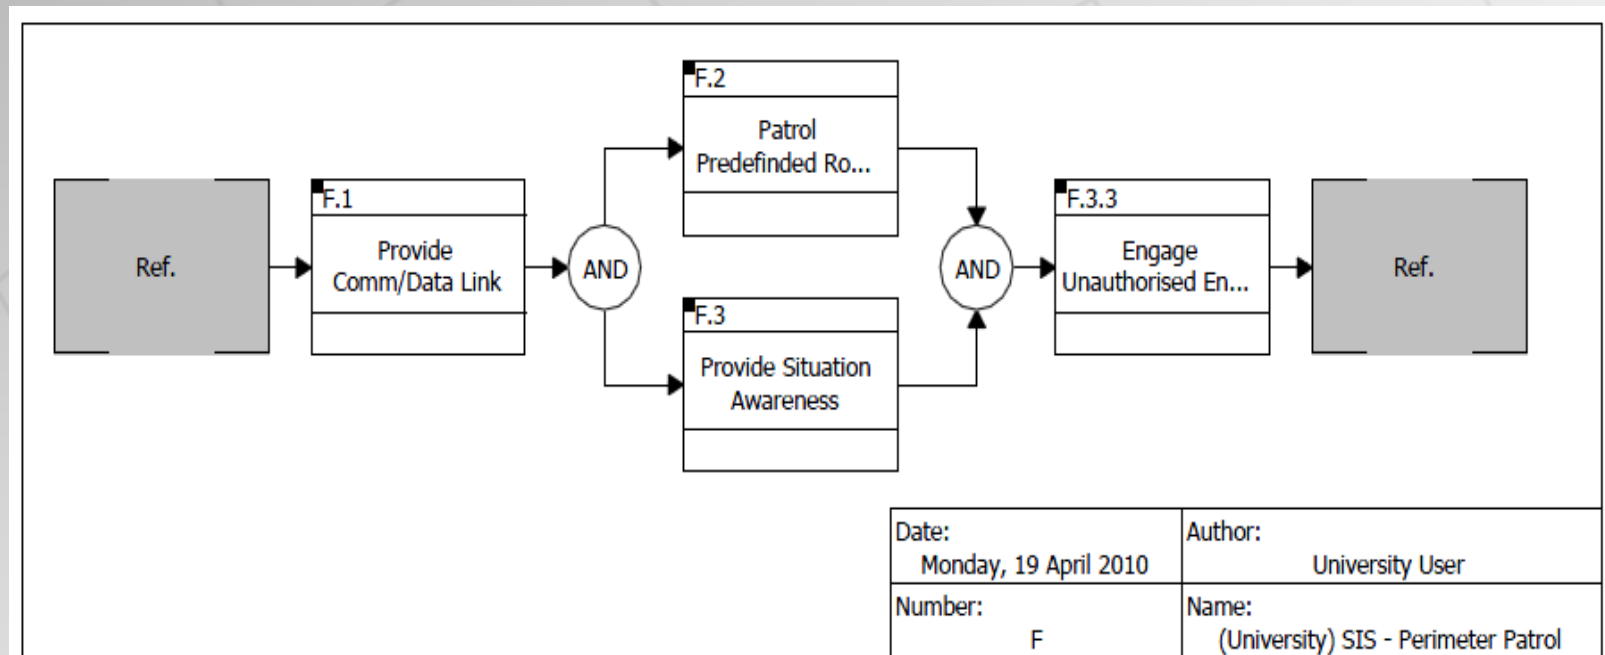 Ref.
F.1
Provide
Comm/Data Link
AND
F.2
Patrol
Predefinded Ro...
F.3
Provide Situation
Awareness
AND
F.3.3
Engage
Unauthorised En...
Ref.
Date:
Monday, 19 April 2010
Author:
University User
Number:
F
Name:
(University) SIS - Perimeter Patrol